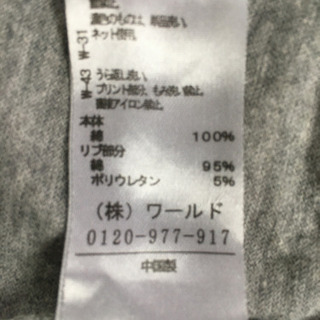 濃色のものは、単独洗い、
ネット使用。
W-43 W-31
うら返し洗い。
プリント部分、もみ洗い禁止。
直接アイロン禁止。
本体
綿 100%
リブ部分
綿 95%
ポリウレタン 5%
(株) ワールド
0120-977-917
中国製